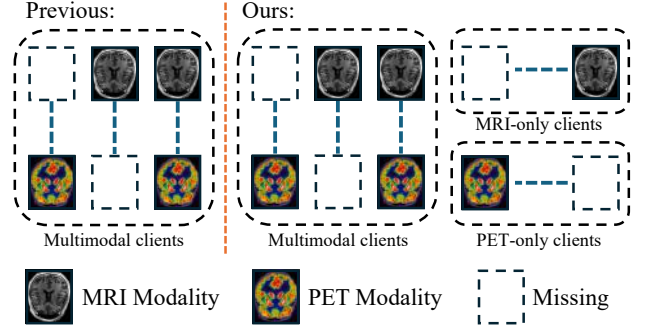 Previous:
Ours:
MRI-only clients
Multimodal clients
Multimodal clients
PET-only clients
MRI Modality
PET Modality
Missing